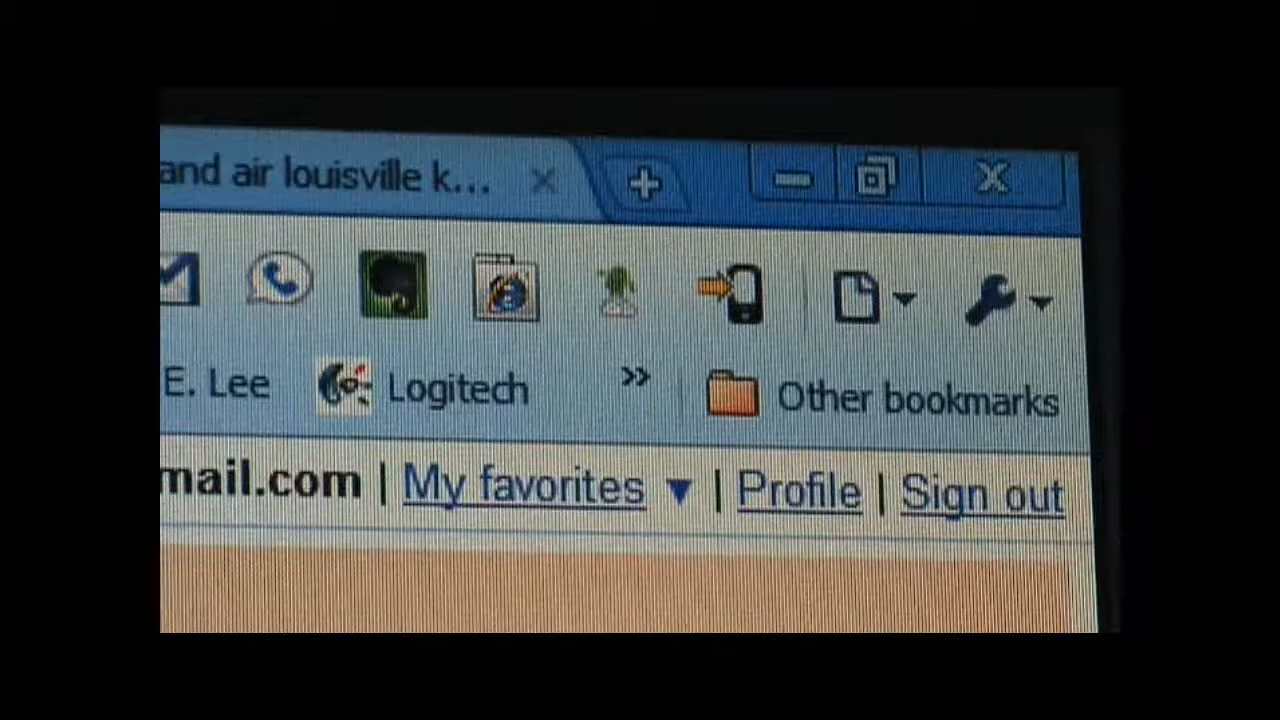 and air louisville k...
E. Lee Logitech » Other bookmarks
mail.com | My favorites ▼ | Profile | Sign out